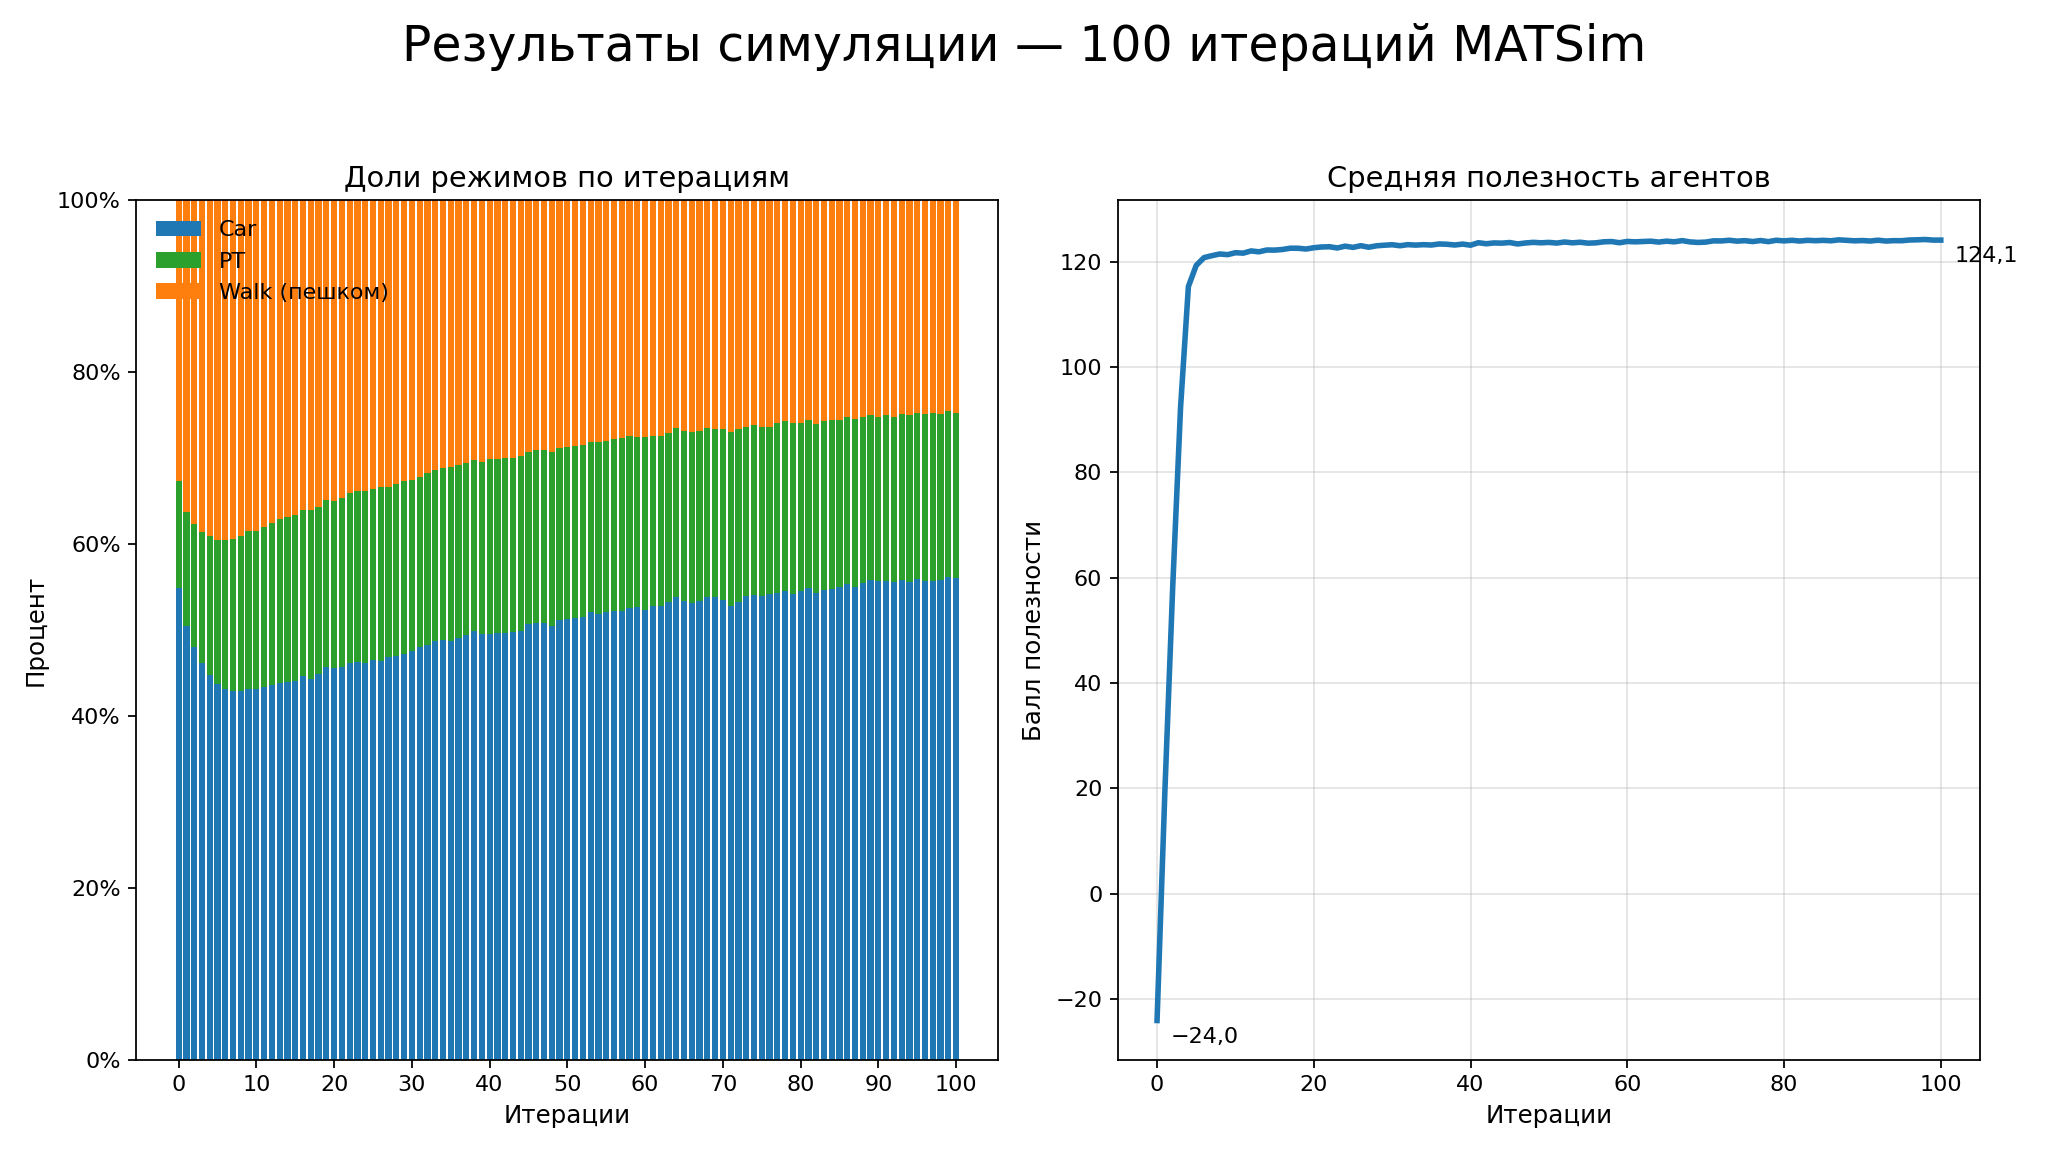 Результаты симуляции — 100 итераций MATSim
Доли режимов по итерациям
Процент
100%
80%
60%
40%
20%
0%
Car
PT
Walk (пешком)
0 10 20 30 40 50 60 70 80 90 100
Итерации
Средняя полезность агентов
Балл полезности
120
100
80
60
40
20
0
−20
124,1
−24,0
0 20 40 60 80 100
Итерации